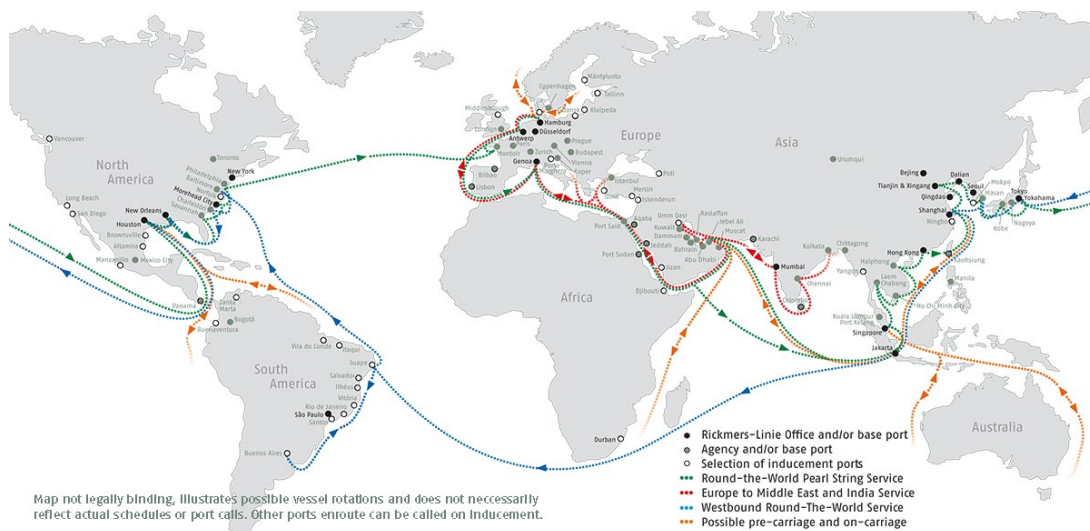 Vancouver
North
America
Toronto
Philadelphia
New York
Baltimore
Norfolk
Morehead City
Charleston
Savannah
New Orleans
Houston
Brownsville
Altamira
Long Beach
San Diego
Manzanillo
Mexico City
Panama
Santa
Marta
Bogotá
Buenaventura
South
America
Vila do Conde
Itaqui
Suape
Salvador
Ilhéus
Vitória
Rio de Janeiro
São Paulo
Santos
Buenos Aires
Europe
Mäntyluoto
Tallinn
Klaipeda
Copenhagen
Middlesbrough
London
Hamburg
Antwerp
Düsseldorf
Paris
Prague
Zurich
Budapest
Vienna
Koper
Genoa
Bilbao
Lisbon
Istanbul
Poti
Mersin
Iskenderun
Port Said
Aqaba
Jeddah
Port Sudan
Jizan
Djibouti
Africa
Durban
Umm Qasr
Kuwait
Dammam
Bahrain
Raslaffan
Jebel Ali
Muscat
Abu Dhabi
Karachi
Mumbai
Chennai
Kolkata
Chittagong
Asia
Urumqui
Bejing
Tianjin & Xingang
Dalian
Qingdao
Seoul
Masan
Mokpo
Tokyo
Yokohama
Kobe
Nagoya
Shanghai
Ningbo
Hong Kong
Kaohsiung
Haiphong
Yangon
Laem
Chabang
Manila
Kuala Lumpur
Port Kelang
Singapore
Jakarta
Australia
Rickmers-Linie Office and/or base port
Agency and/or base port
Selection of inducement ports
Round-the-World Pearl String Service
Europe to Middle East and India Service
Westbound Round-The-World Service
Possible pre-carriage and on-carriage
Map not legally binding, illustrates possible vessel rotations and does not neccessarily
reflect actual schedules or port calls. Other ports enroute can be called on inducement.